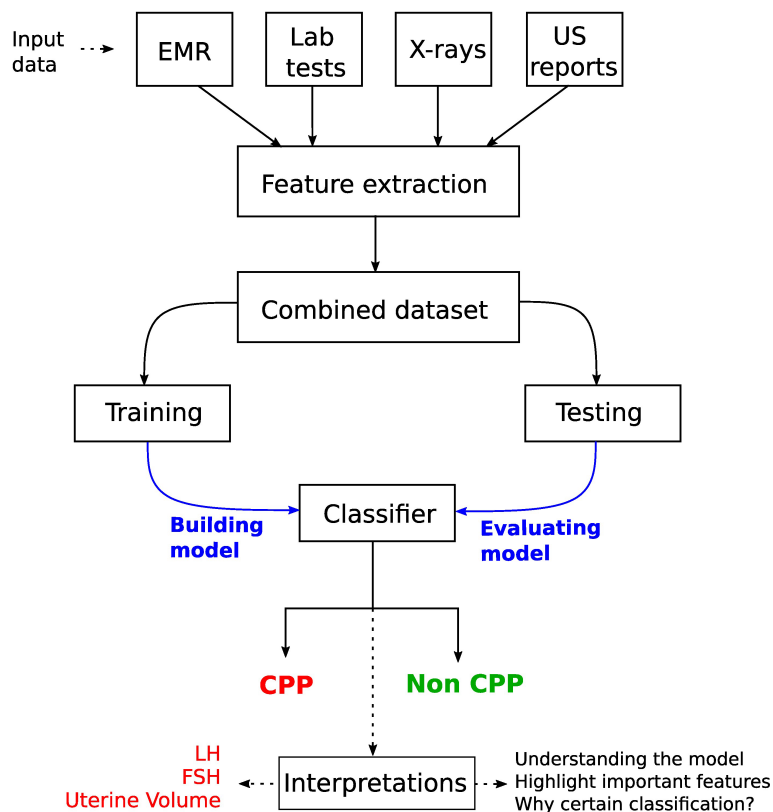 Input
data
EMR
Lab
tests
X-rays
US
reports
Feature extraction
Combined dataset
Training
Testing
Classifier
Building
model
Evaluating
model
CPP
Non CPP
LH
FSH
Uterine Volume
Interpretations
Understanding the model
Highlight important features
Why certain classification?